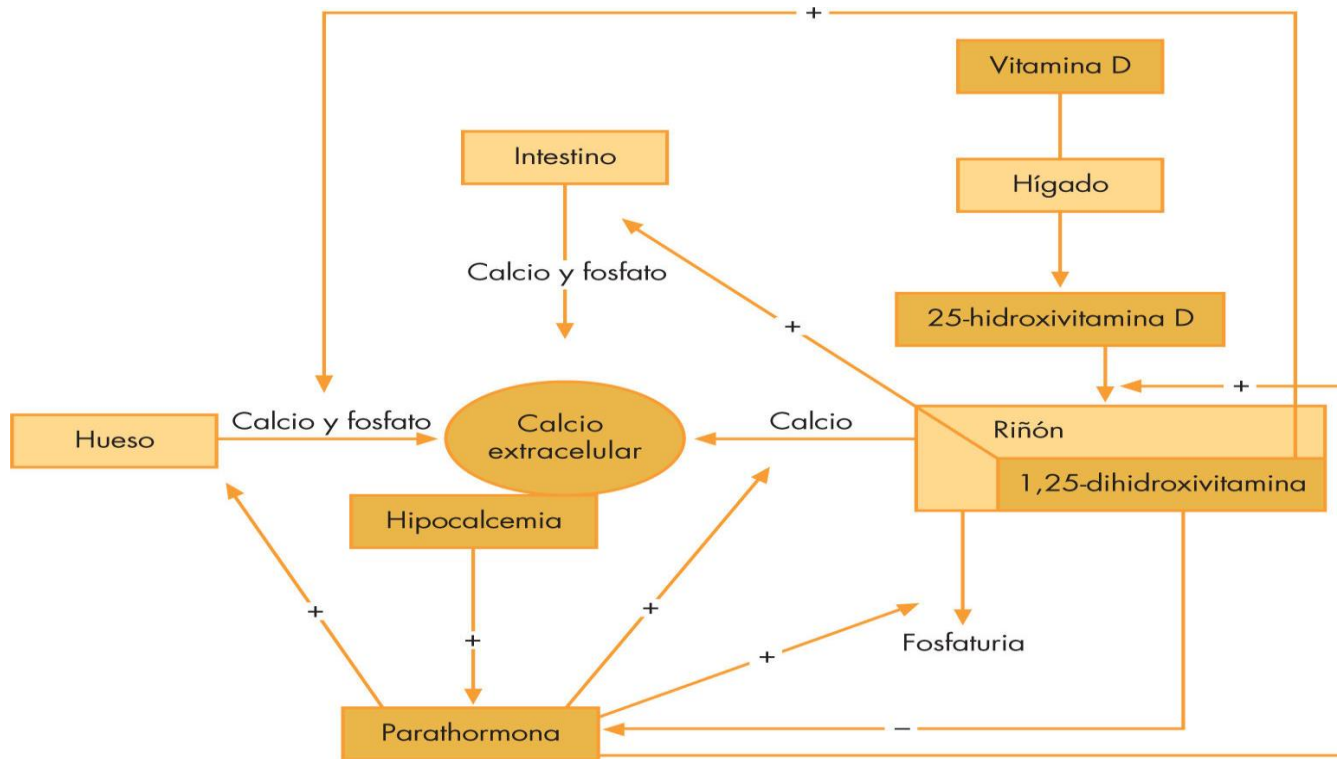 +
Vitamina D
Intestino
Hígado
Calcio y fosfato
25-hidroxivitamina D
+
+
Hueso
Calcio y fosfato
Calcio
extracelular
Calcio
Riñón
1,25-dihidroxivitamina
Hipocalcemia
+
+
+
+
Fosfaturia
Parathormona
–